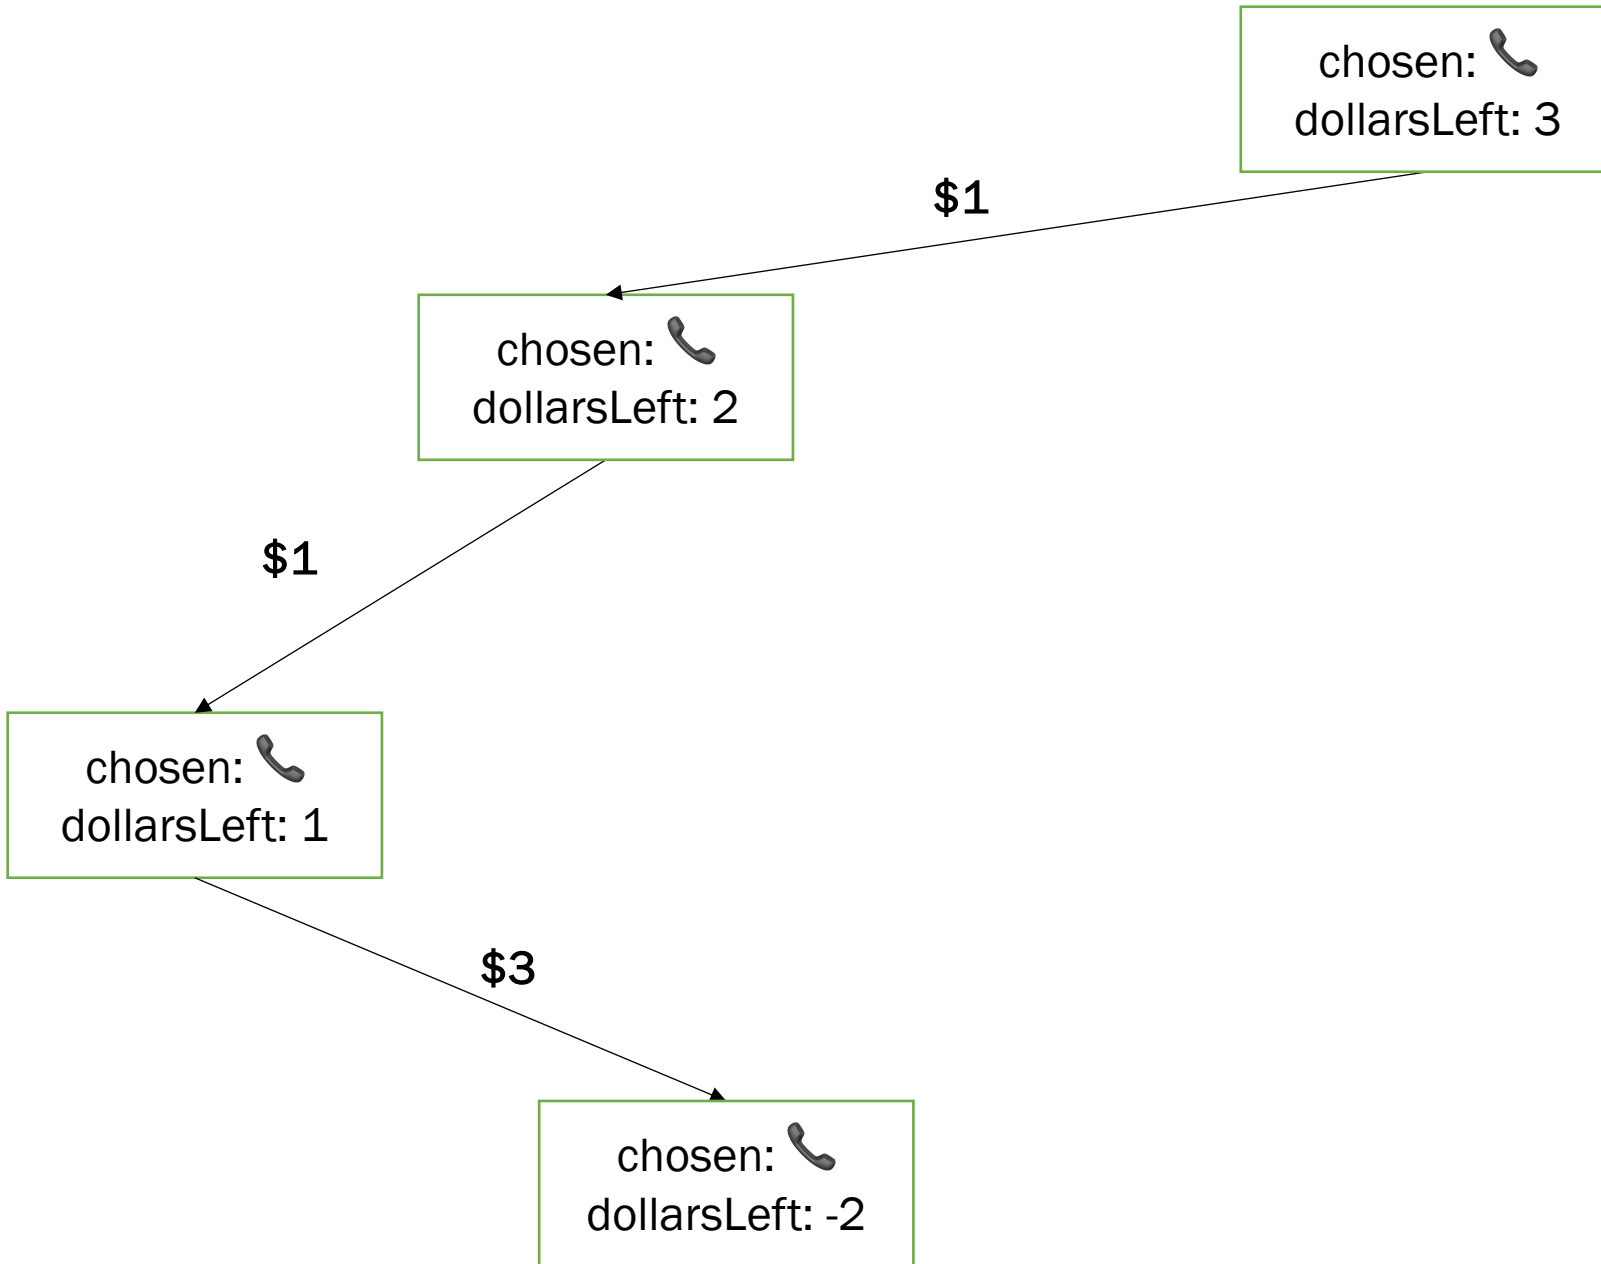 chosen: 📞
dollarsLeft: 3
$1
chosen: 📞
dollarsLeft: 2
$1
chosen: 📞
dollarsLeft: 1
$3
chosen: 📞
dollarsLeft: -2